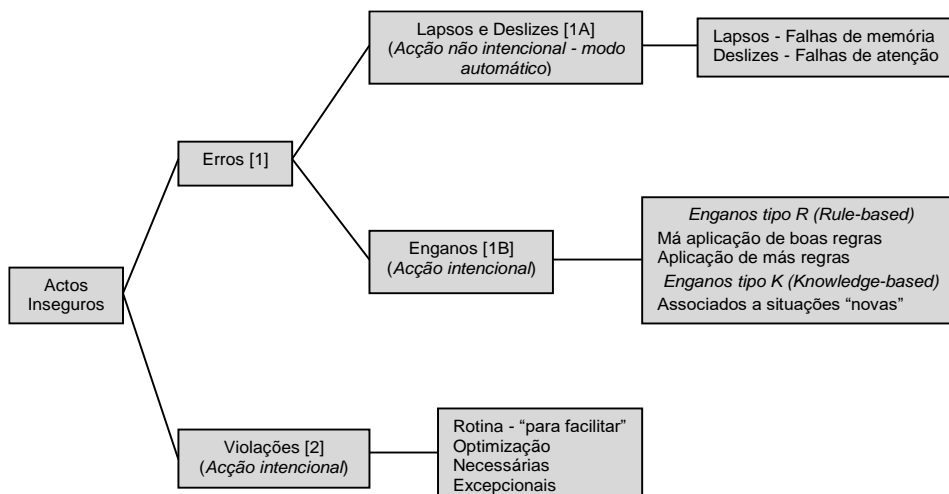 Lapsos e Deslizes [1A]
(Acção não intencional - modo
automático)
Lapsos - Falhas de memória
Deslizes - Falhas de atenção
Erros [1]
Enganos [1B]
(Acção intencional)
Enganos tipo R (Rule-based)
Má aplicação de boas regras
Aplicação de más regras
Enganos tipo K (Knowledge-based)
Associados a situações “novas”
Actos
Inseguros
Violações [2]
(Acção intencional)
Rotina - “para facilitar”
Optimização
Necessárias
Excepcionais